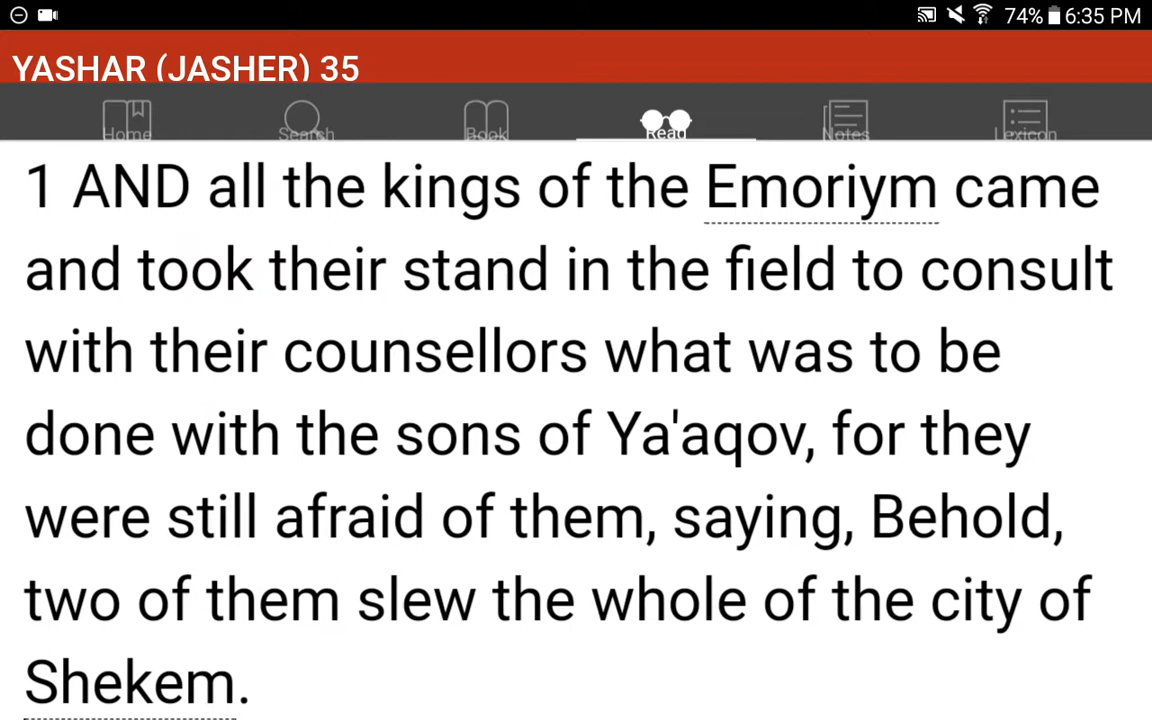 74% 6:35 PM
YASHAR (JASHER) 35
Home Search Book Read Notes Lexicon
1 AND all the kings of the Emoriym came
and took their stand in the field to consult
with their counsellors what was to be
done with the sons of Ya'aqov, for they
were still afraid of them, saying, Behold,
two of them slew the whole of the city of
Shekem.